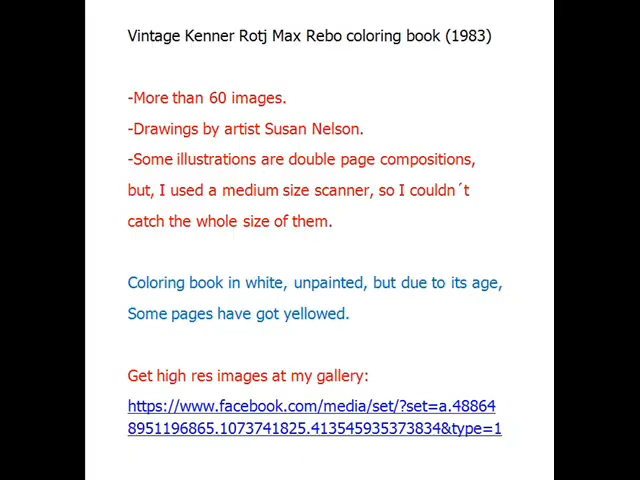 Vintage Kenner Rotj Max Rebo coloring book (1983)
-More than 60 images.
-Drawings by artist Susan Nelson.
-Some illustrations are double page compositions,
but, I used a medium size scanner, so I couldn´t
catch the whole size of them.
Coloring book in white, unpainted, but due to its age,
Some pages have got yellowed.
Get high res images at my gallery:
https://www.facebook.com/media/set/?set=a.48864
8951196865.1073741825.413545935373834&type=1